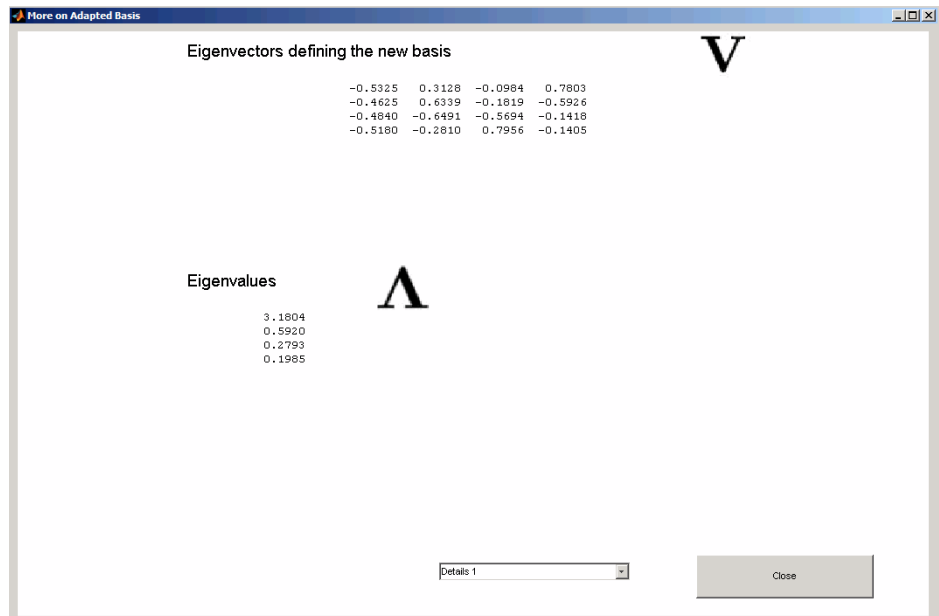 More on Adapted Basis
Eigenvectors defining the new basis
V
-0.5325 0.3128 -0.0984 0.7803
-0.4625 0.6339 -0.1819 -0.5926
-0.4840 -0.6491 -0.5694 -0.1418
-0.5180 -0.2810 0.7956 -0.1405
Eigenvalues
Λ
3.1804
0.5920
0.2793
0.1985
Details 1
Close